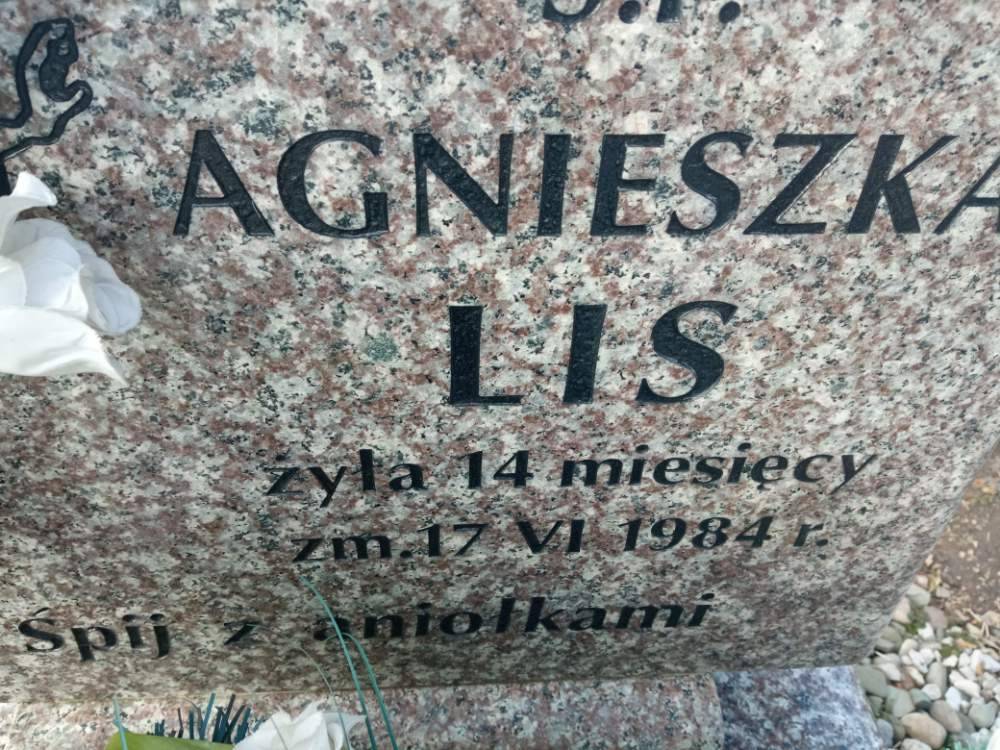 Ś.P.
AGNIESZKA
LIS
żyła 14 miesięcy
zm. 17 VI 1984 r.
Śpij z aniołkami